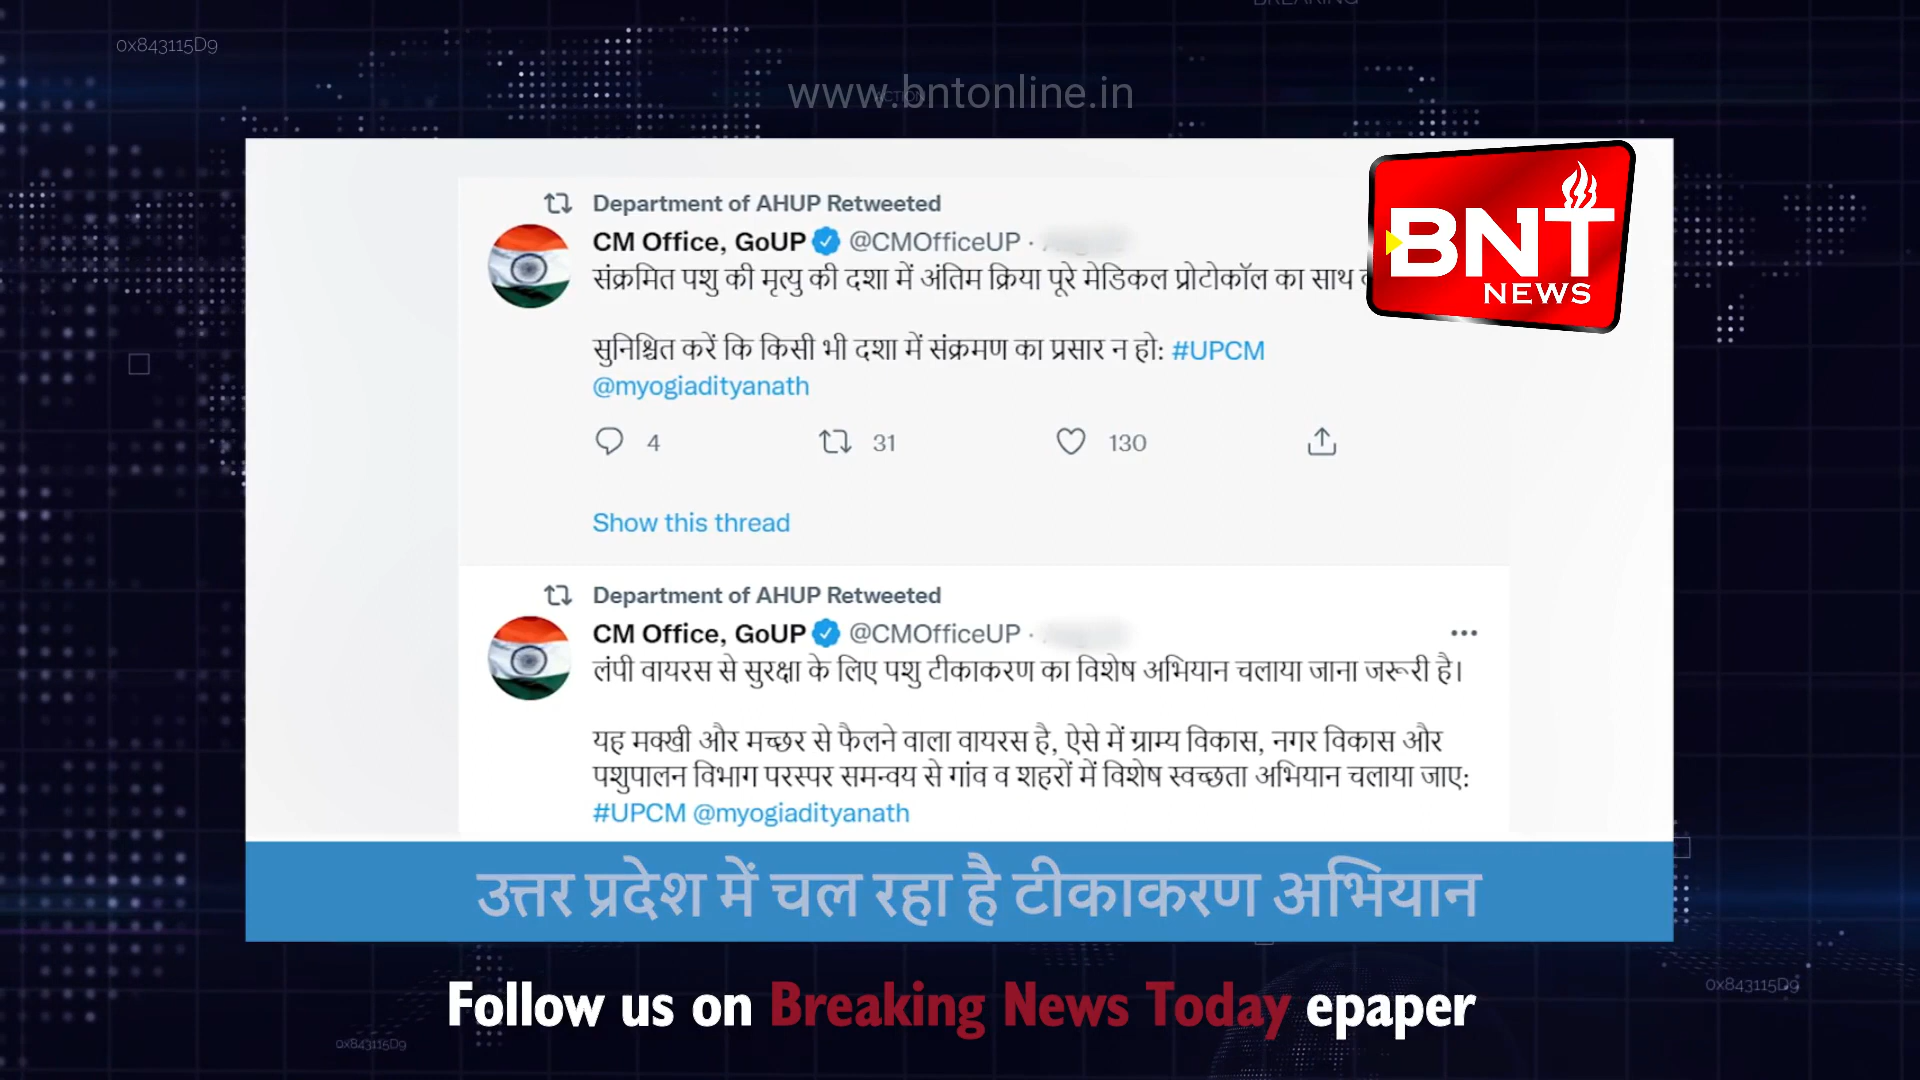 BREAKING
0x843115D9
www.bntonline.in
Department of AHUP Retweeted
CM Office, GoUP @CMOfficeUP ·
संक्रमित पशु की मृत्यु की दशा में अंतिम क्रिया पूरे मेडिकल प्रोटोकॉल का साथ
सुनिश्चित करें कि किसी भी दशा में संक्रमण का प्रसार न हो: #UPCM
@myogiadityanath
4 31 130
BNT
NEWS
Show this thread
Department of AHUP Retweeted
CM Office, GoUP @CMOfficeUP ·
लंपी वायरस से सुरक्षा के लिए पशु टीकाकरण का विशेष अभियान चलाया जाना जरूरी है।
यह मक्खी और मच्छर से फैलने वाला वायरस है, ऐसे में ग्राम्य विकास, नगर विकास और
पशुपालन विभाग परस्पर समन्वय से गांव व शहरों में विशेष स्वच्छता अभियान चलाया जाए:
#UPCM @myogiadityanath
उत्तर प्रदेश में चल रहा है टीकाकरण अभियान
Follow us on Breaking News Today epaper
0x843115D9
0x843115D9